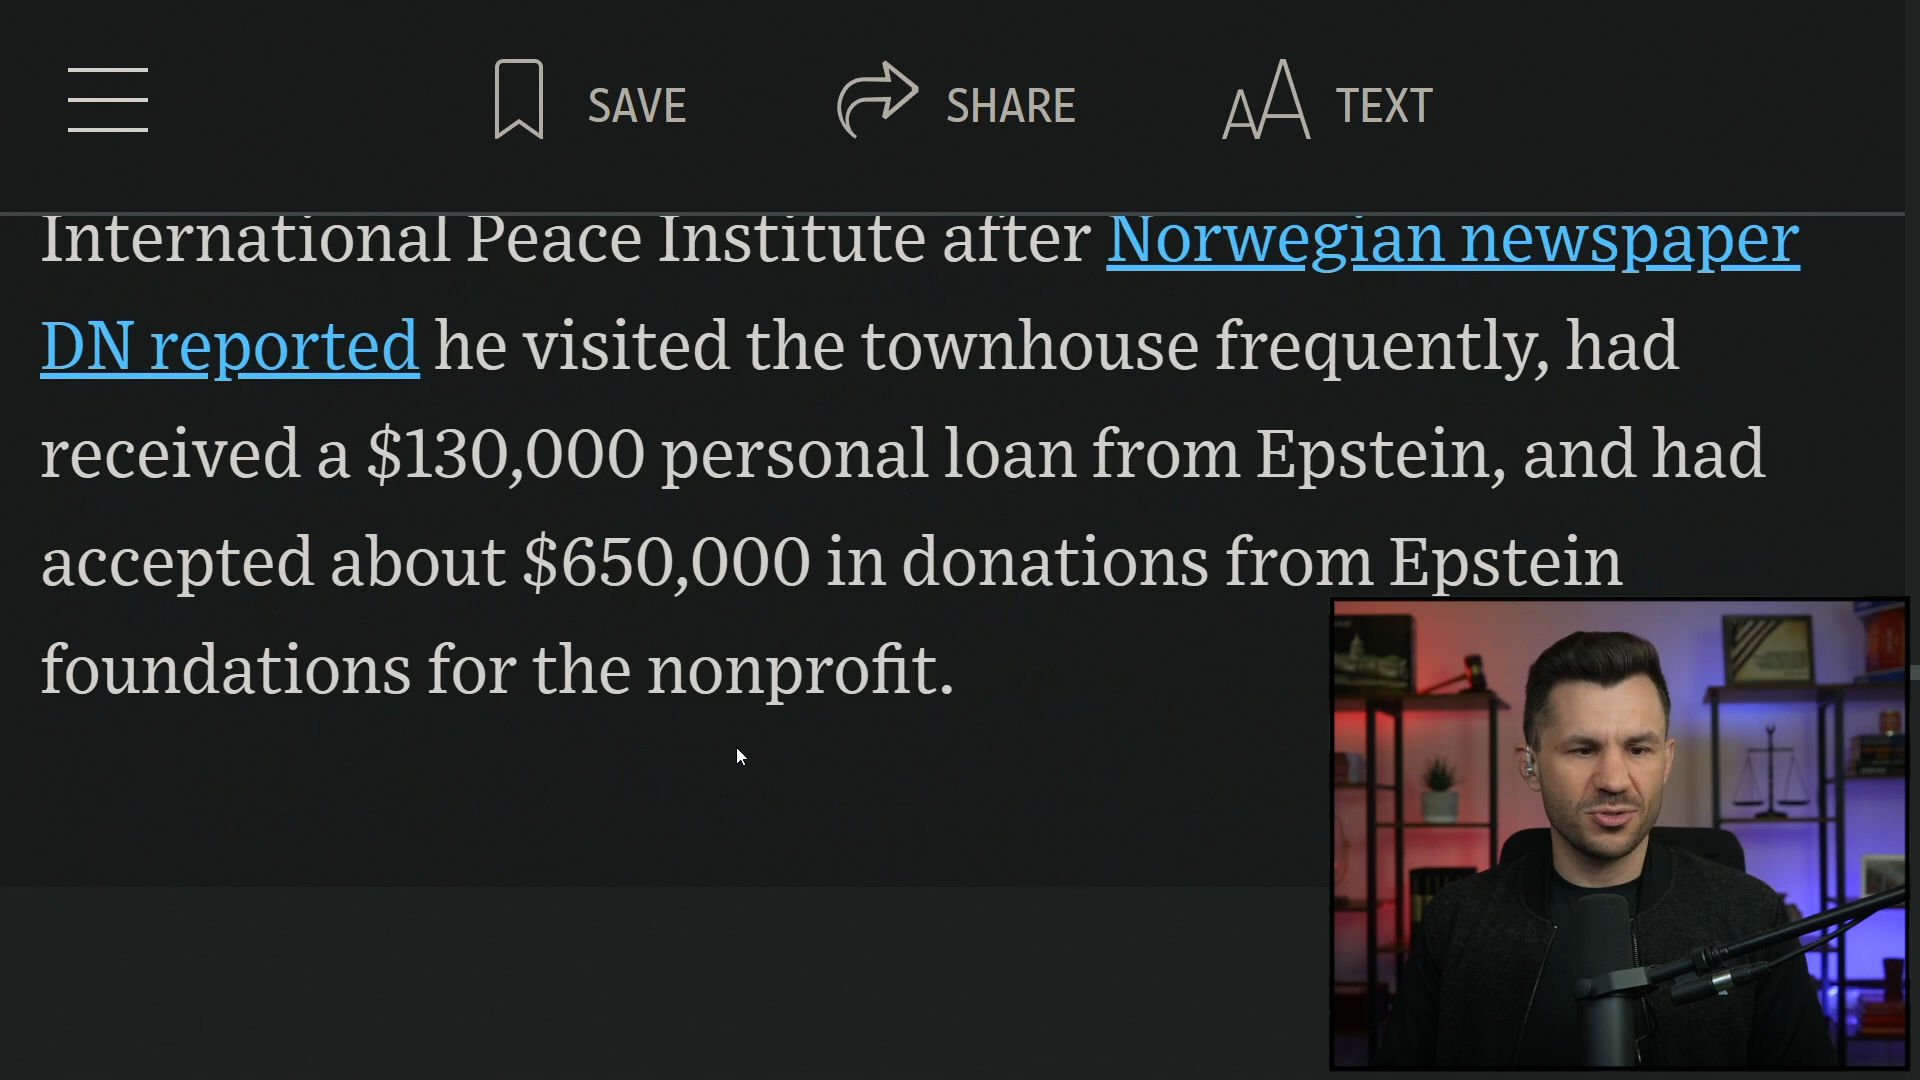 SAVE SHARE TEXT
International Peace Institute after Norwegian newspaper
DN reported he visited the townhouse frequently, had
received a $130,000 personal loan from Epstein, and had
accepted about $650,000 in donations from Epstein
foundations for the nonprofit.